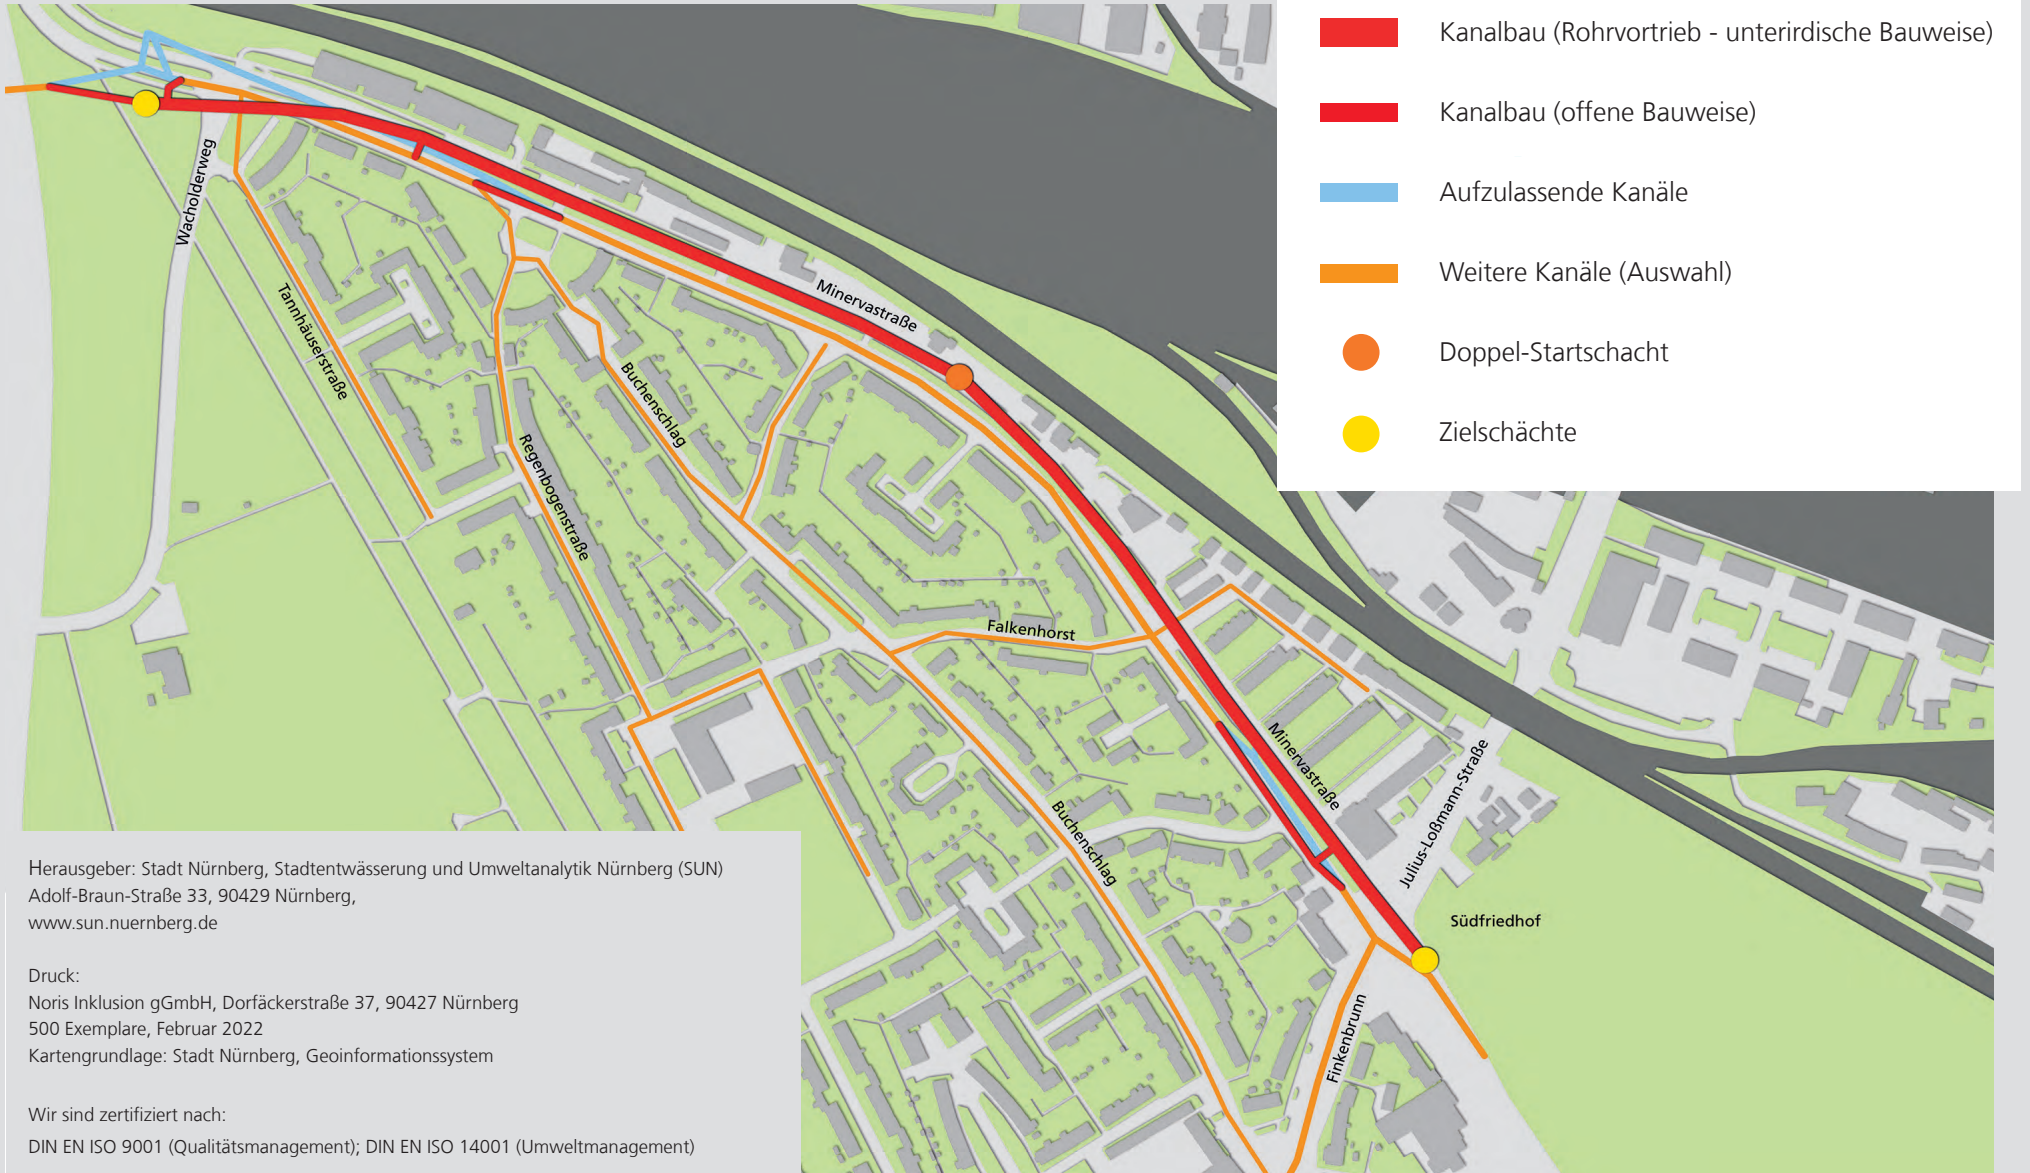 Kanalbau (Rohrvortrieb - unterirdische Bauweise)
Kanalbau (offene Bauweise)
Aufzulassende Kanäle
Weitere Kanäle (Auswahl)
Doppel-Startschacht
Zielschächte
Wacholderweg
Tannhäuserstraße
Regenbogenstraße
Buchenschlag
Minervastraße
Falkenhorst
Minervastraße
Buchenschlag
Julius-Loßmann-Straße
Südfriedhof
Finkenbrunn
Herausgeber: Stadt Nürnberg, Stadtentwässerung und Umweltanalytik Nürnberg (SUN)
Adolf-Braun-Straße 33, 90429 Nürnberg,
www.sun.nuernberg.de
Druck:
Noris Inklusion gGmbH, Dorfäckerstraße 37, 90427 Nürnberg
500 Exemplare, Februar 2022
Kartengrundlage: Stadt Nürnberg, Geoinformationssystem
Wir sind zertifiziert nach:
DIN EN ISO 9001 (Qualitätsmanagement); DIN EN ISO 14001 (Umweltmanagement)